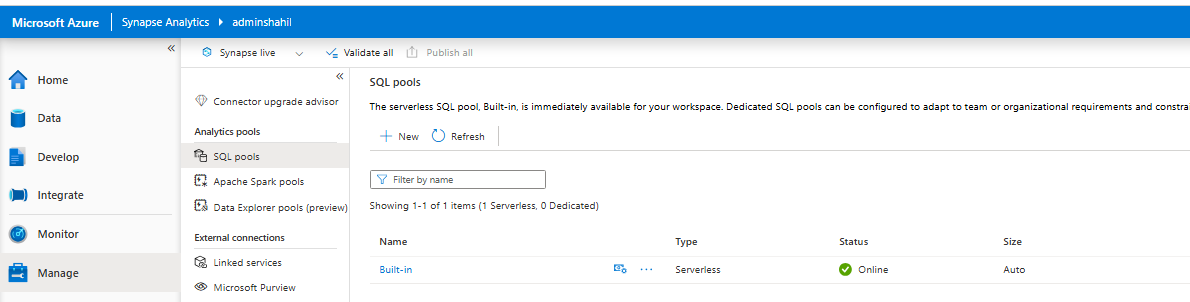 Microsoft Azure Synapse Analytics adminshahil
Home
Data
Develop
Integrate
Monitor
Manage
Synapse live Validate all Publish all
Connector upgrade advisor
Analytics pools
SQL pools
Apache Spark pools
Data Explorer pools (preview)
External connections
Linked services
Microsoft Purview
SQL pools
The serverless SQL pool, Built-in, is immediately available for your workspace. Dedicated SQL pools can be configured to adapt to team or organizational requirements and constra
New Refresh
Filter by name
Showing 1-1 of 1 items (1 Serverless, 0 Dedicated)
Name Type Status Size
Built-in Serverless Online Auto